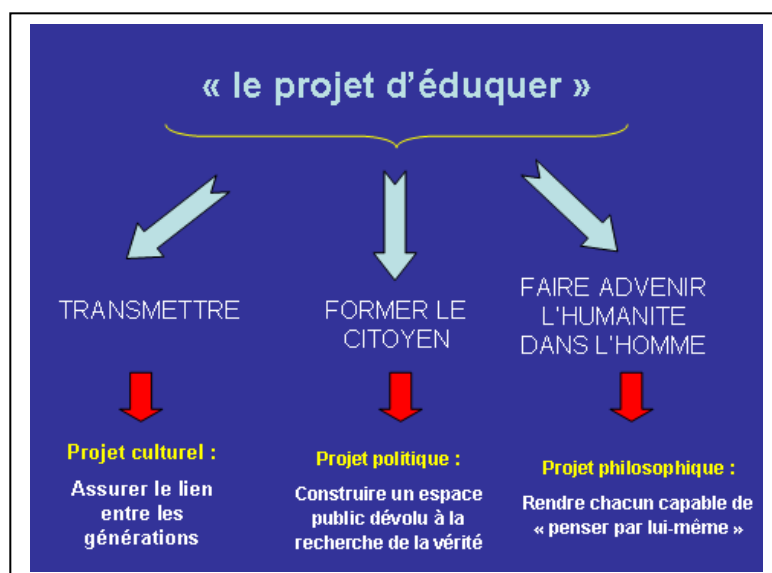 « le projet d'éduquer »
TRANSMETTRE
FORMER LE
CITOYEN
FAIRE ADVENIR
L'HUMANITE
DANS L'HOMME
Projet culturel :
Assurer le lien
entre les
générations
Projet politique :
Construire un espace
public dévolu à la
recherche de la vérité
Projet philosophique :
Rendre chacun capable de
« penser par lui-même »